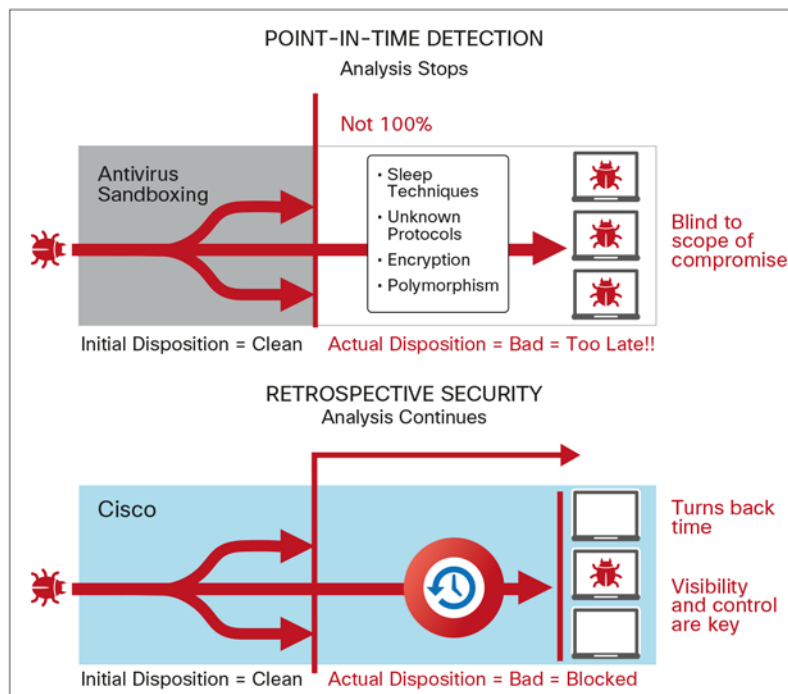 POINT-IN-TIME DETECTION
Analysis Stops
Not 100%
Antivirus
Sandboxing
• Sleep
Techniques
• Unknown
Protocols
• Encryption
• Polymorphism
Blind to
scope of
compromise
Initial Disposition = Clean
Actual Disposition = Bad = Too Late!!
RETROSPECTIVE SECURITY
Analysis Continues
Cisco
Turns back
time
Visibility
and control
are key
Initial Disposition = Clean
Actual Disposition = Bad = Blocked